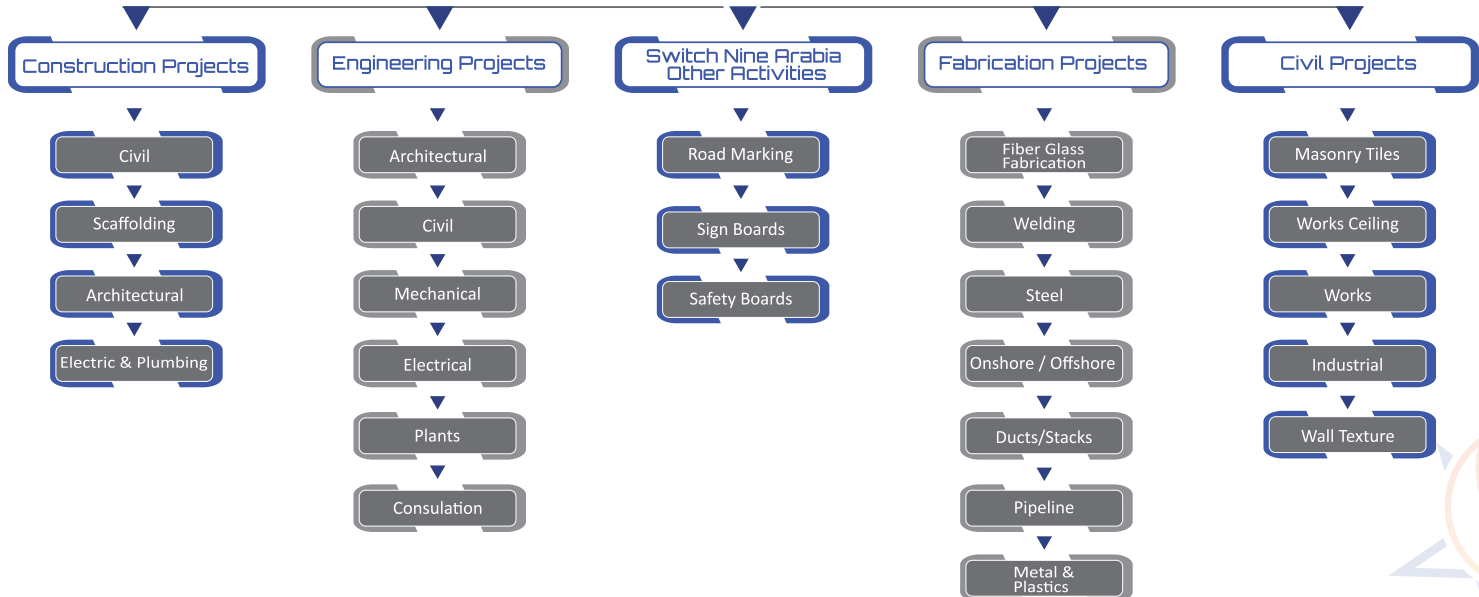 Construction Projects
Civil
Scaffolding
Architectural
Electric & Plumbing
Engineering Projects
Architectural
Civil
Mechanical
Electrical
Plants
Consulation
Switch Nine Arabia
Other Activities
Road Marking
Sign Boards
Safety Boards
Fabrication Projects
Fiber Glass
Fabrication
Welding
Steel
Onshore / Offshore
Ducts/Stacks
Pipeline
Metal &
Plastics
Civil Projects
Masonry Tiles
Works Ceiling
Works
Industrial
Wall Texture